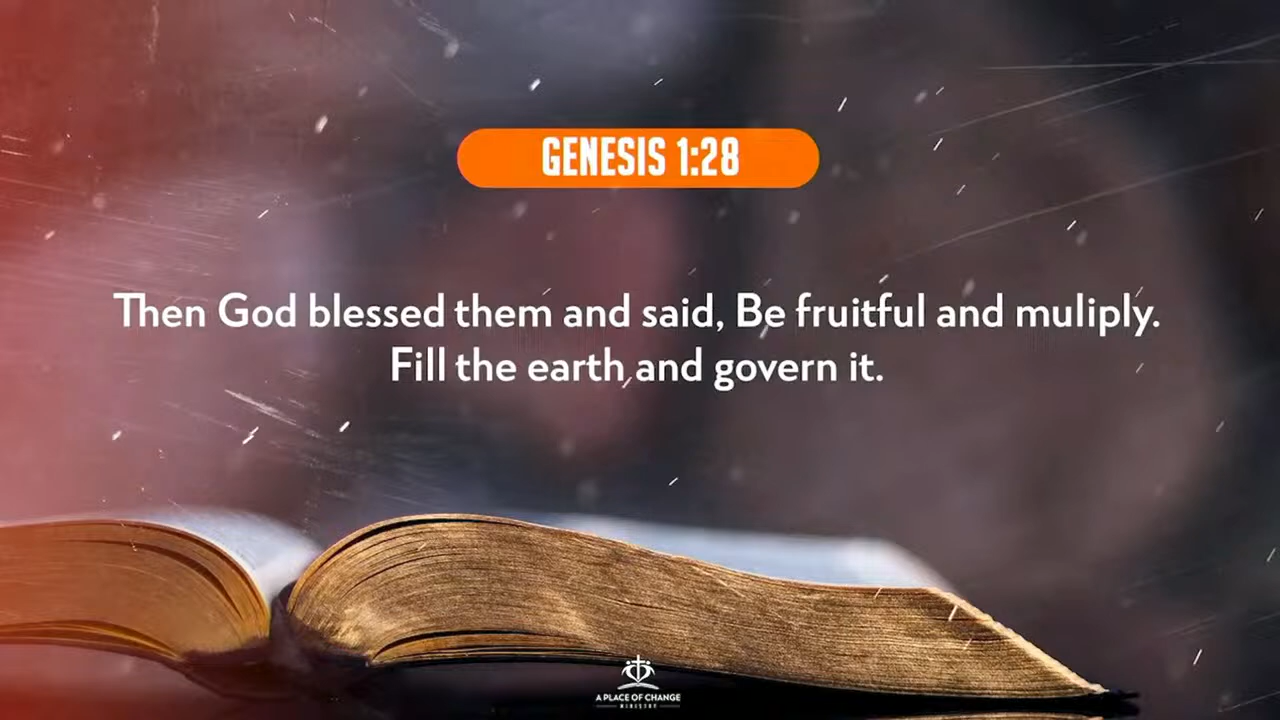 GENESIS 1:28
Then God blessed them and said, Be fruitful and muliply.
Fill the earth and govern it.
A PLACE OF CHANGE
MINISTRY